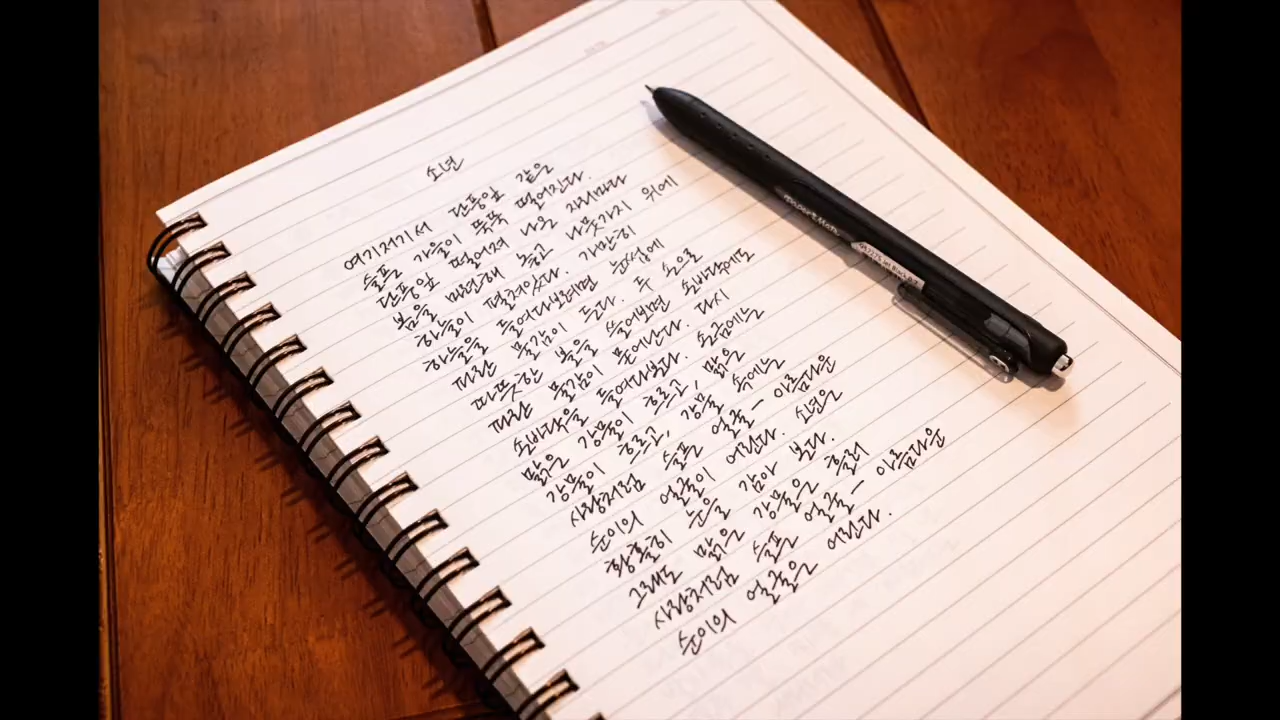 소년
여기저기서 단풍잎 같은
슬픈 가을이 뚝뚝 떨어진다.
단풍잎 떨어져 나온 자리마다
봄을 마련해 놓고 나뭇가지 위에
하늘이 펼쳐있다. 가만히
하늘을 들여다보려면 눈썹에
파란 물감이 든다. 두 손으로
따뜻한 볼을 쓸어보면 손바닥에도
파란 물감이 묻어난다. 다시
손바닥을 들여다본다. 손금에는
맑은 강물이 흐르고, 맑은
강물이 흐르고, 강물 속에는
사랑처럼 슬픈 얼굴ㅡ아름다운
순이의 얼굴이 어린다. 소년은
황홀히 눈을 감아 본다.
그래도 맑은 강물은 흘러
사랑처럼 슬픈 얼굴ㅡ아름다운
순이의 얼굴은 어린다.
PaperMate
Jet Black